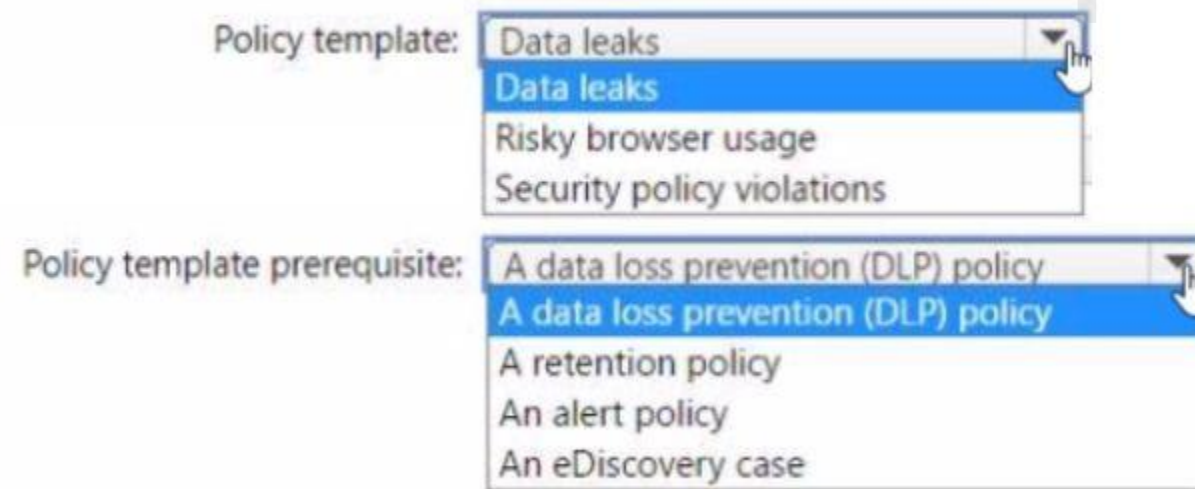 Policy template: Data leaks
Data leaks
Risky browser usage
Security policy violations
Policy template prerequisite: A data loss prevention (DLP) policy
A data loss prevention (DLP) policy
A retention policy
An alert policy
An eDiscovery case